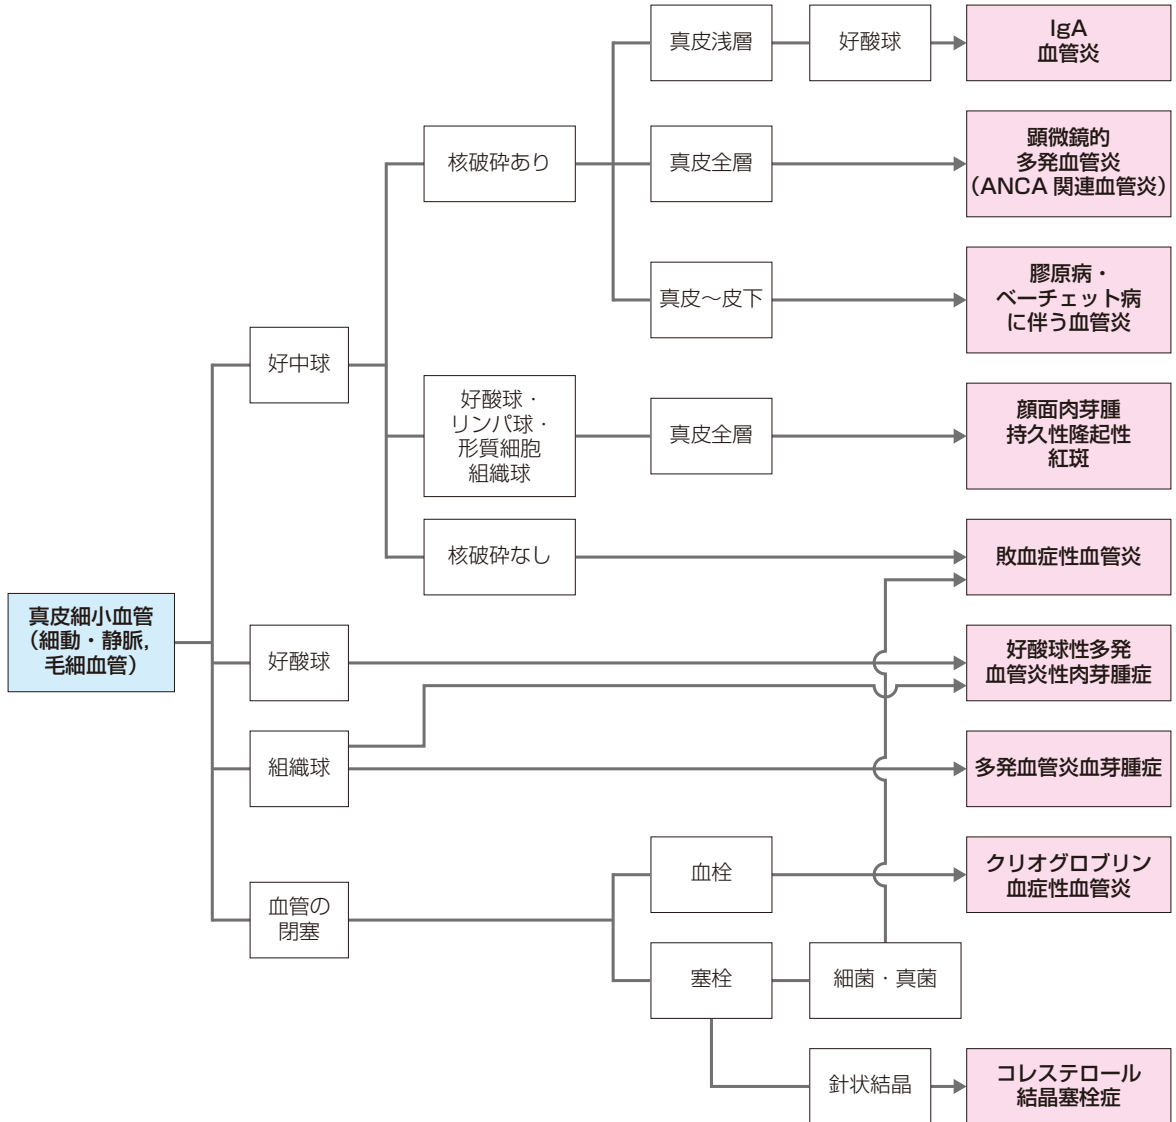 真皮浅層
好酸球
IgA
血管炎
核破砕あり
真皮全層
顕微鏡的
多発血管炎
（ANCA 関連血管炎）
真皮～皮下
膠原病・
ベーチェット病
に伴う血管炎
好中球
好酸球・
リンパ球・
形質細胞
組織球
真皮全層
顔面肉芽腫
持久性隆起性
紅斑
核破砕なし
敗血症性血管炎
真皮細小血管
（細動・静脈,
毛細血管）
好酸球
好酸球性多発
血管炎性肉芽腫症
組織球
多発血管炎血芽腫症
血管の
閉塞
血栓
クリオグロブリン
血症性血管炎
塞栓
細菌・真菌
針状結晶
コレステロール
結晶塞栓症